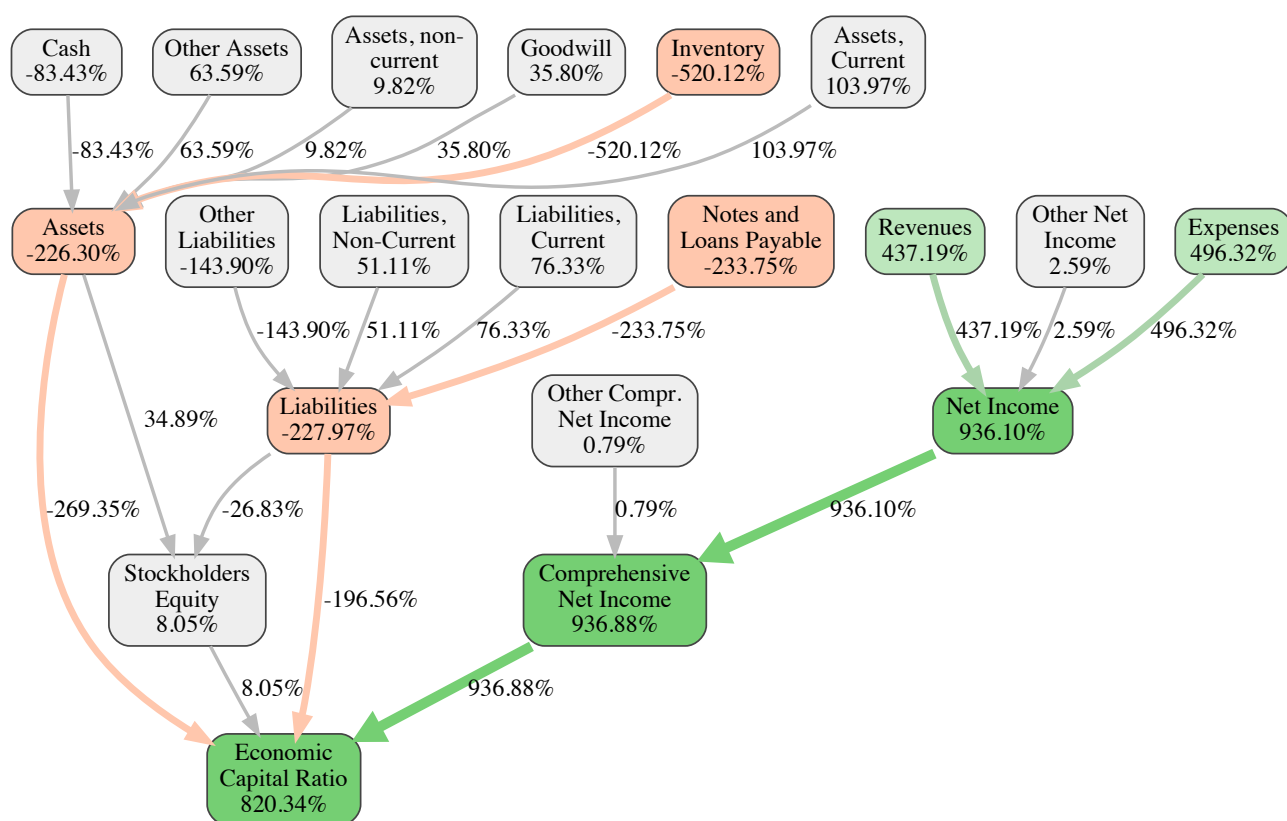 Cash
-83.43%
Other Assets
63.59%
Assets, non-
current
9.82%
Goodwill
35.80%
Inventory
-520.12%
Assets,
Current
103.97%
-83.43%
63.59%
9.82%
35.80%
-520.12%
103.97%
Assets
-226.30%
Other
Liabilities
-143.90%
Liabilities,
Non-Current
51.11%
Liabilities,
Current
76.33%
Notes and
Loans Payable
-233.75%
Revenues
437.19%
Other Net
Income
2.59%
Expenses
496.32%
-143.90%
51.11%
76.33%
-233.75%
437.19%
2.59%
496.32%
34.89%
Liabilities
-227.97%
Other Compr.
Net Income
0.79%
Net Income
936.10%
-269.35%
-26.83%
0.79%
936.10%
Stockholders
Equity
8.05%
-196.56%
Comprehensive
Net Income
936.88%
8.05%
936.88%
Economic
Capital Ratio
820.34%